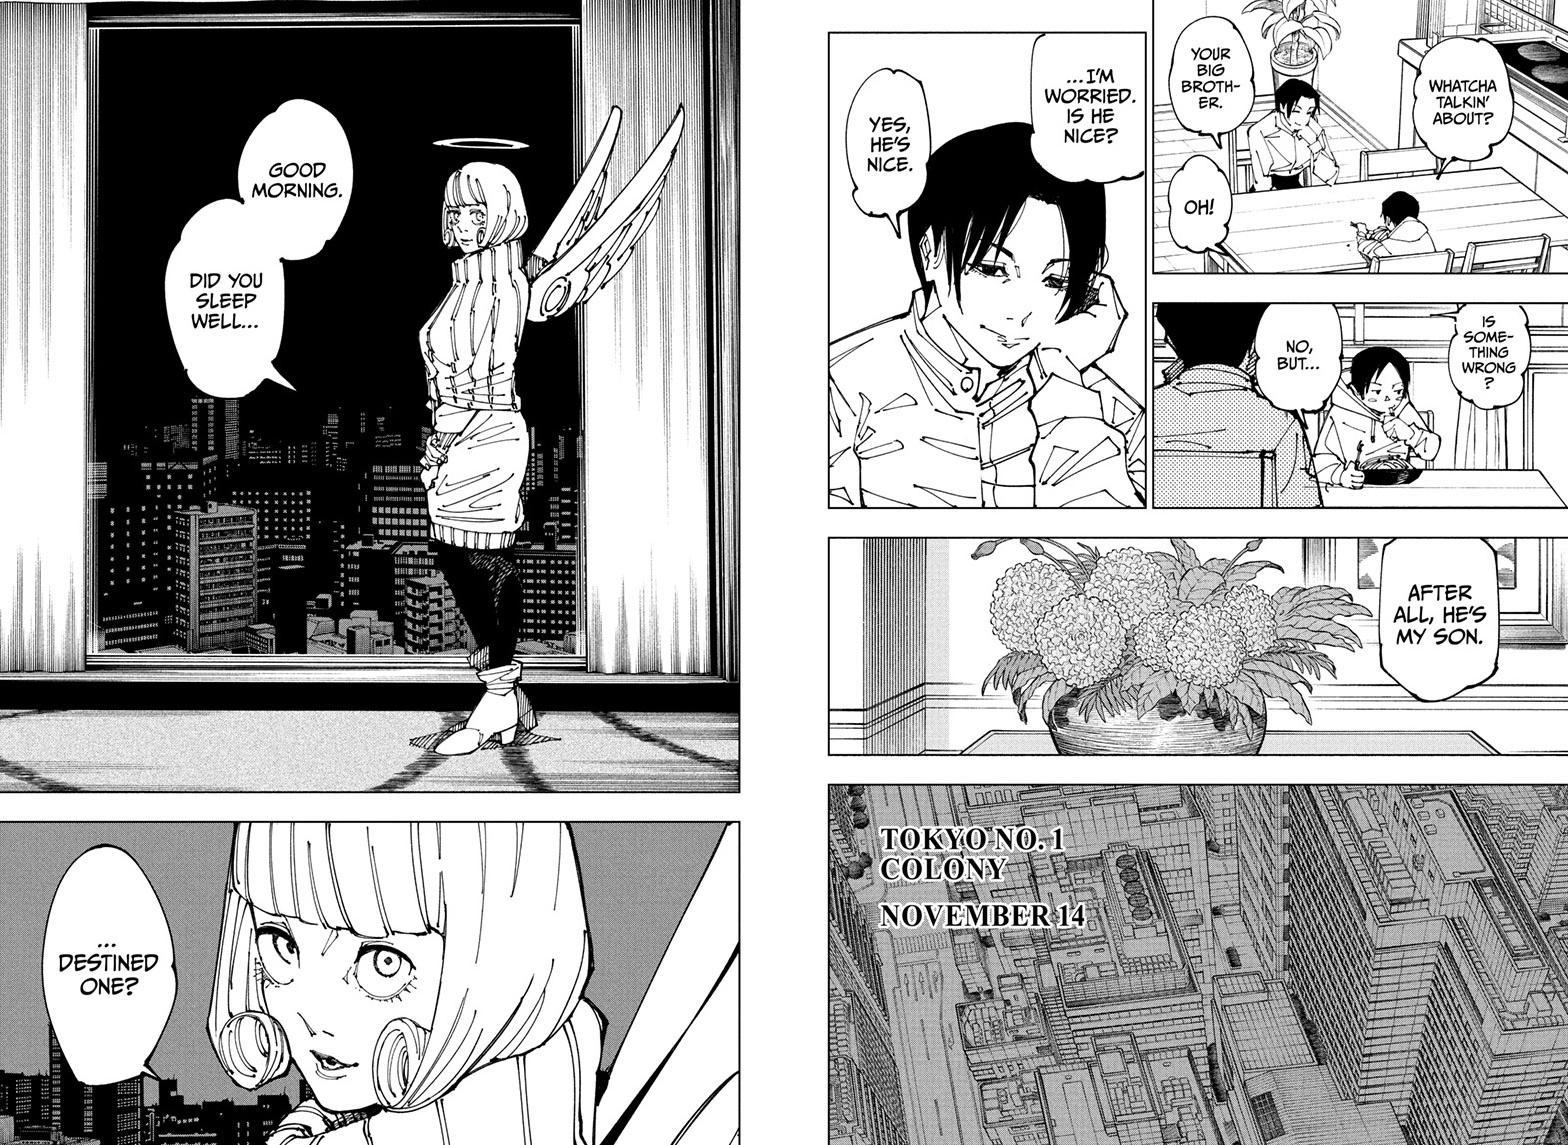 WHATCHA
TALKIN'
ABOUT?
YOUR
BIG
BROTH-
ER.
OH!
IS
SOME-
THING
WRONG
?
NO,
BUT...
...I'M
WORRIED.
IS HE
NICE?
YES,
HE'S
NICE.
AFTER
ALL, HE'S
MY SON.
TOKYO NO. 1
COLONY
NOVEMBER 14
GOOD
MORNING.
DID YOU
SLEEP
WELL...
...
DESTINED
ONE?